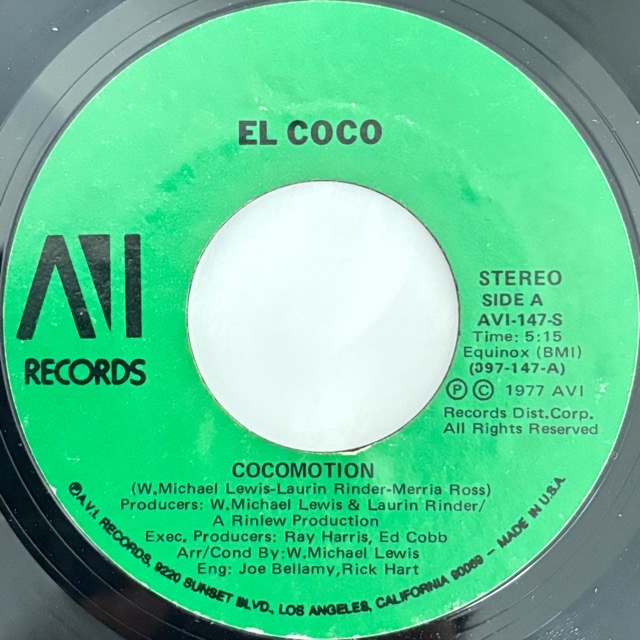 EL COCO
AVI
RECORDS
STEREO
SIDE A
AVI-147-S
Time: 5:15
Equinox (BMI)
(097-147-A)
Ⓟ © 1977 AVI
Records Dist.Corp.
All Rights Reserved
COCOMOTION
(W.Michael Lewis-Laurin Rinder-Merria Ross)
Producers: W.Michael Lewis & Laurin Rinder/
A Rinlew Production
Exec. Producers: Ray Harris, Ed Cobb
Arr/Cond By:W.Michael Lewis
Eng: Joe Bellamy,Rick Hart
©A.V.I. RECORDS, 9220 SUNSET BLVD., LOS ANGELES, CALIFORNIA 90069 – MADE IN U.S.A.